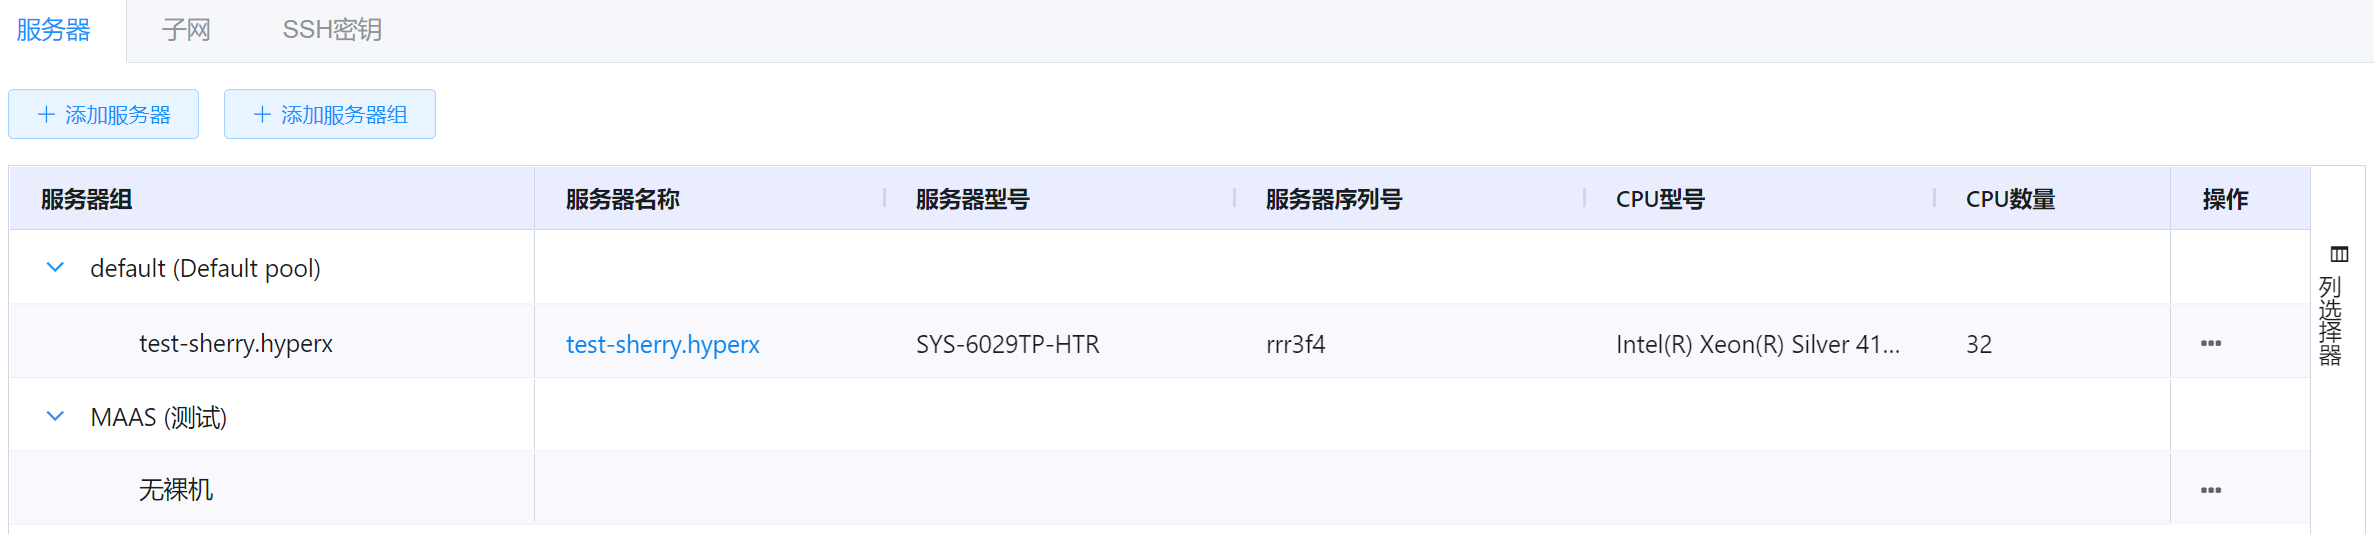 服务器 子网 SSH密钥
添加服务器 添加服务器组
服务器组 服务器名称 服务器型号 服务器序列号 CPU型号 CPU数量 操作
default (Default pool)
test-sherry.hyperx test-sherry.hyperx SYS-6029TP-HTR rrr3f4 Intel(R) Xeon(R) Silver 41... 32 •••
MAAS (测试)
无裸机 •••
列选择器